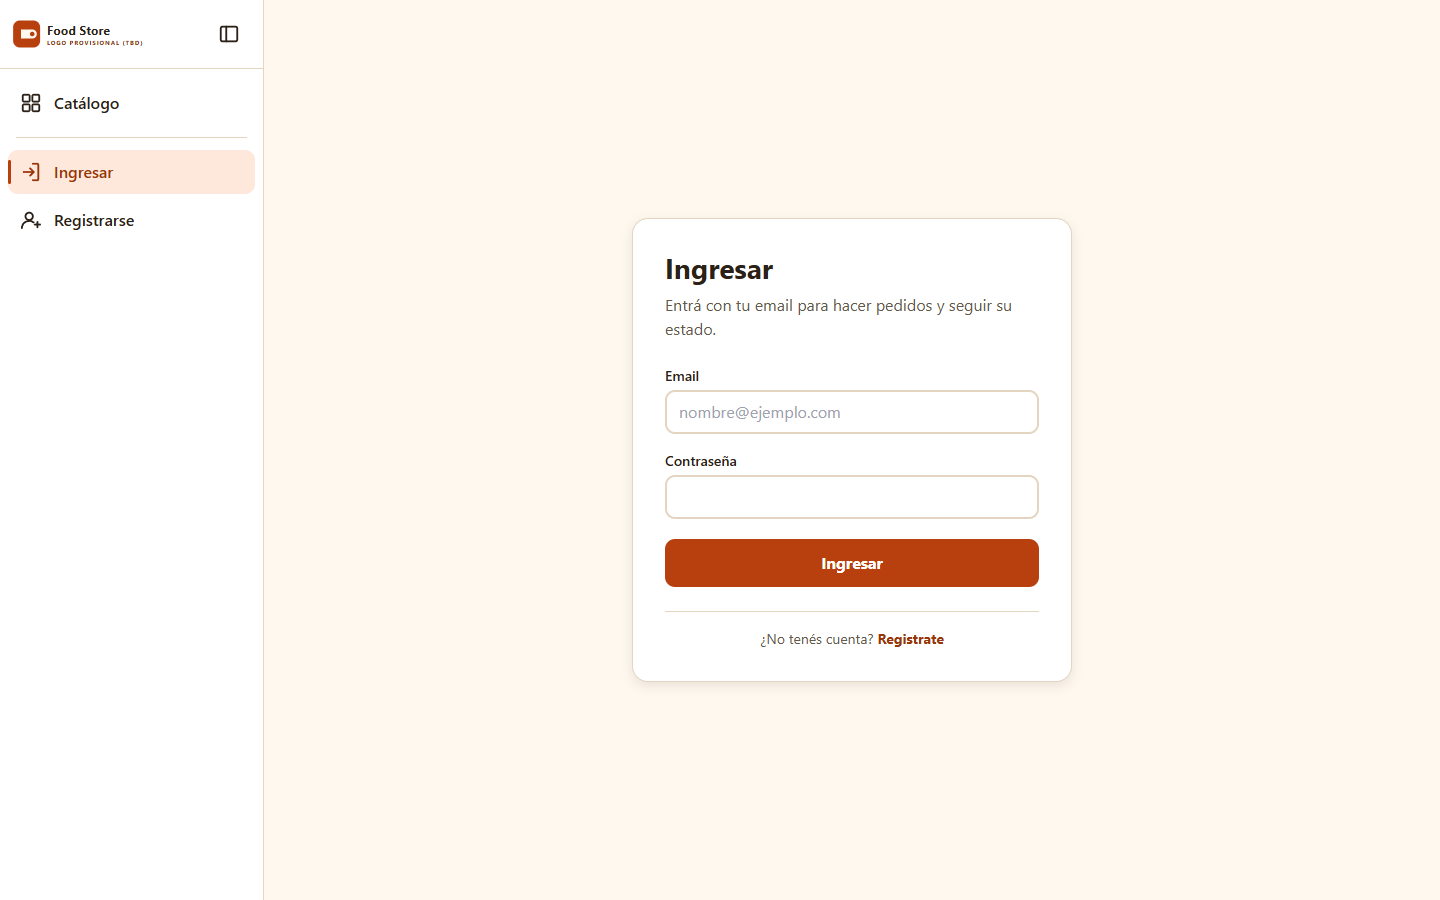 Food Store
LOGO PROVISIONAL (TBD)
Catálogo
Ingresar
Registrarse
Ingresar
Entrá con tu email para hacer pedidos y seguir su
estado.
Email
nombre@ejemplo.com
Contraseña
Ingresar
¿No tenés cuenta? Registrate